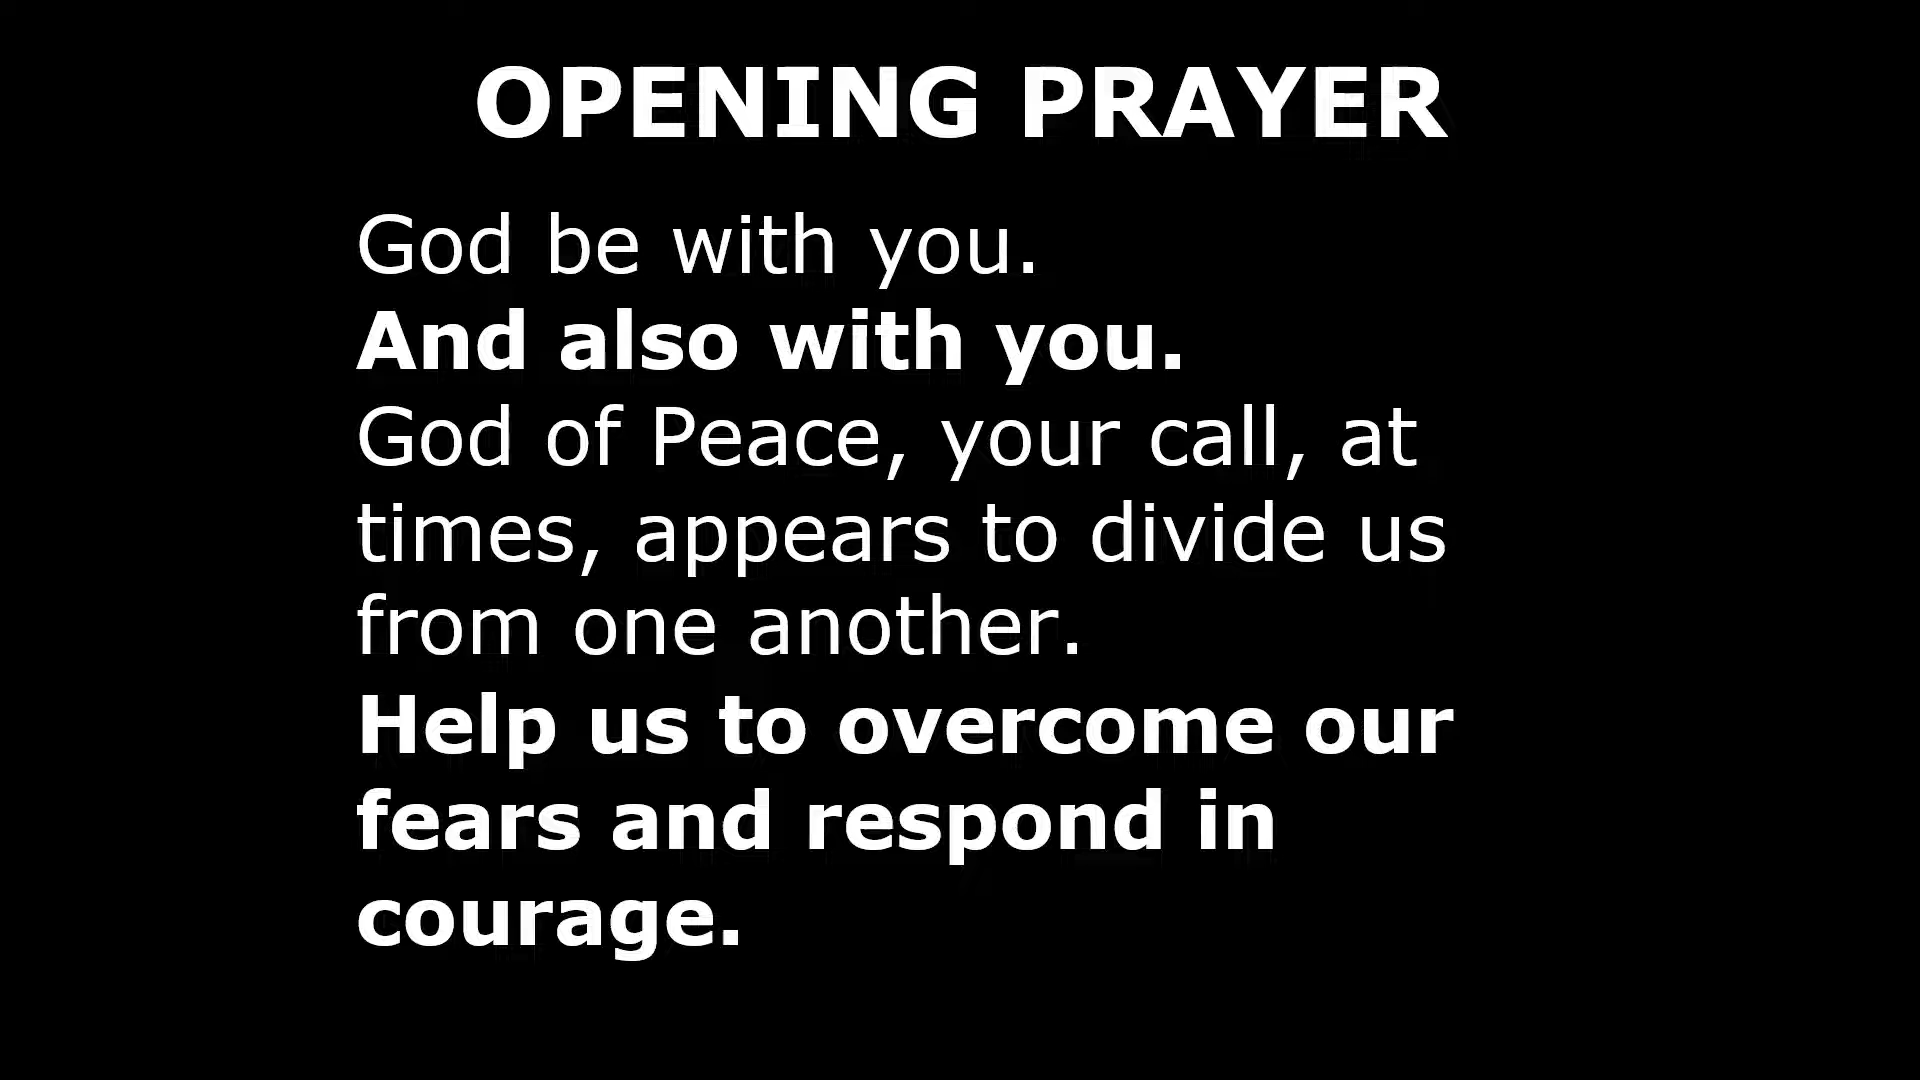 OPENING PRAYER
God be with you.
And also with you.
God of Peace, your call, at
times, appears to divide us
from one another.
Help us to overcome our
fears and respond in
courage.